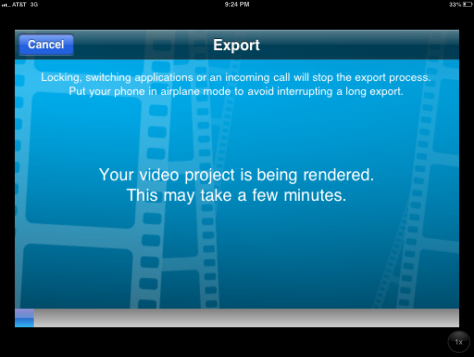 AT&T 3G 9:24 PM 33%
Cancel Export
Locking, switching applications or an incoming call will stop the export process.
Put your phone in airplane mode to avoid interrupting a long export.
Your video project is being rendered.
This may take a few minutes.
1x